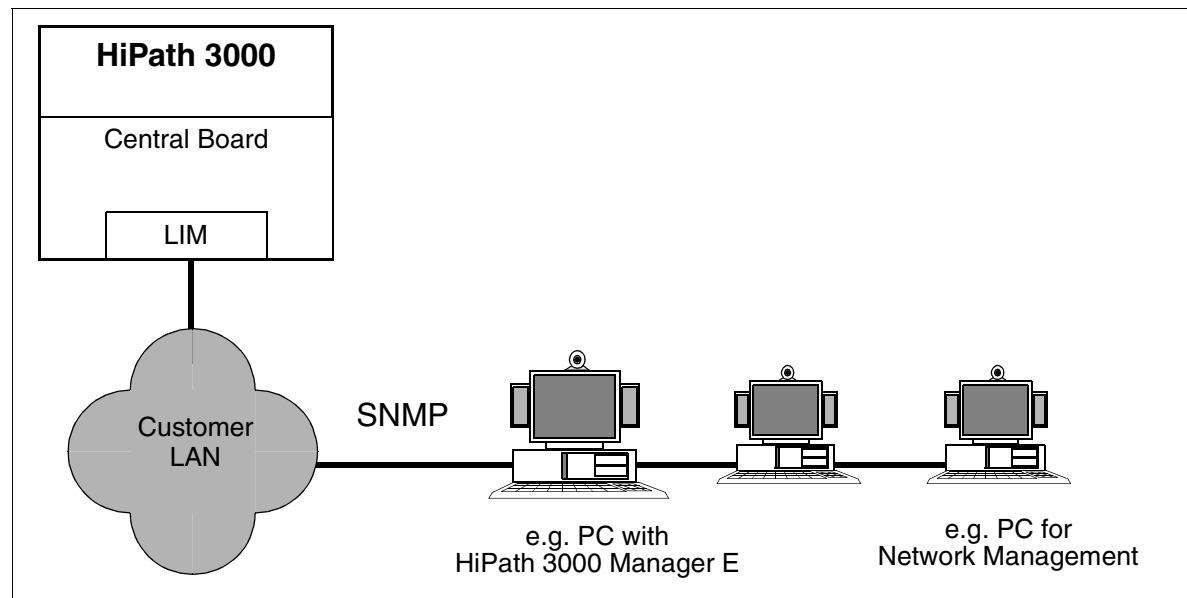 HiPath 3000
Central Board
LIM
Customer
LAN
SNMP
e.g. PC with
HiPath 3000 Manager E
e.g. PC for
Network Management